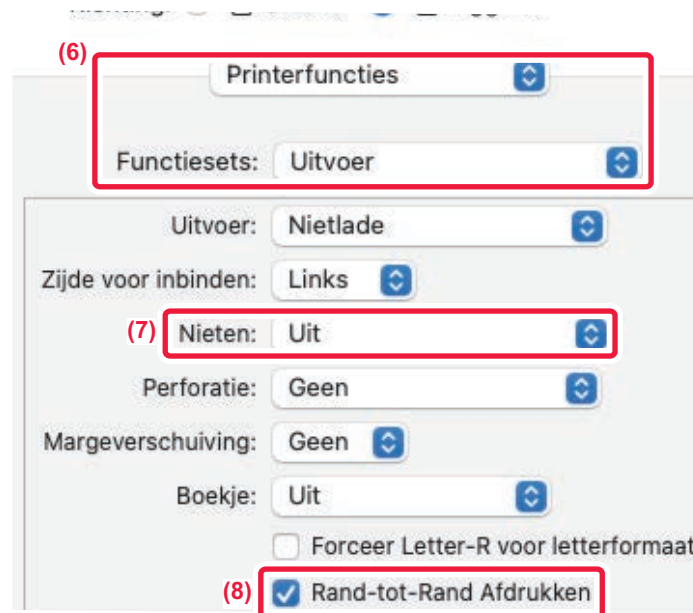 (6)
Printerfuncties
Functiesets: Uitvoer
Uitvoer: Nietlade
Zijde voor inbinden: Links
(7) Nieten: Uit
Perforatie: Geen
Margeverschuiving: Geen
Boekje: Uit
Forceer Letter-R voor letterformaat
(8) Rand-tot-Rand Afdrukken